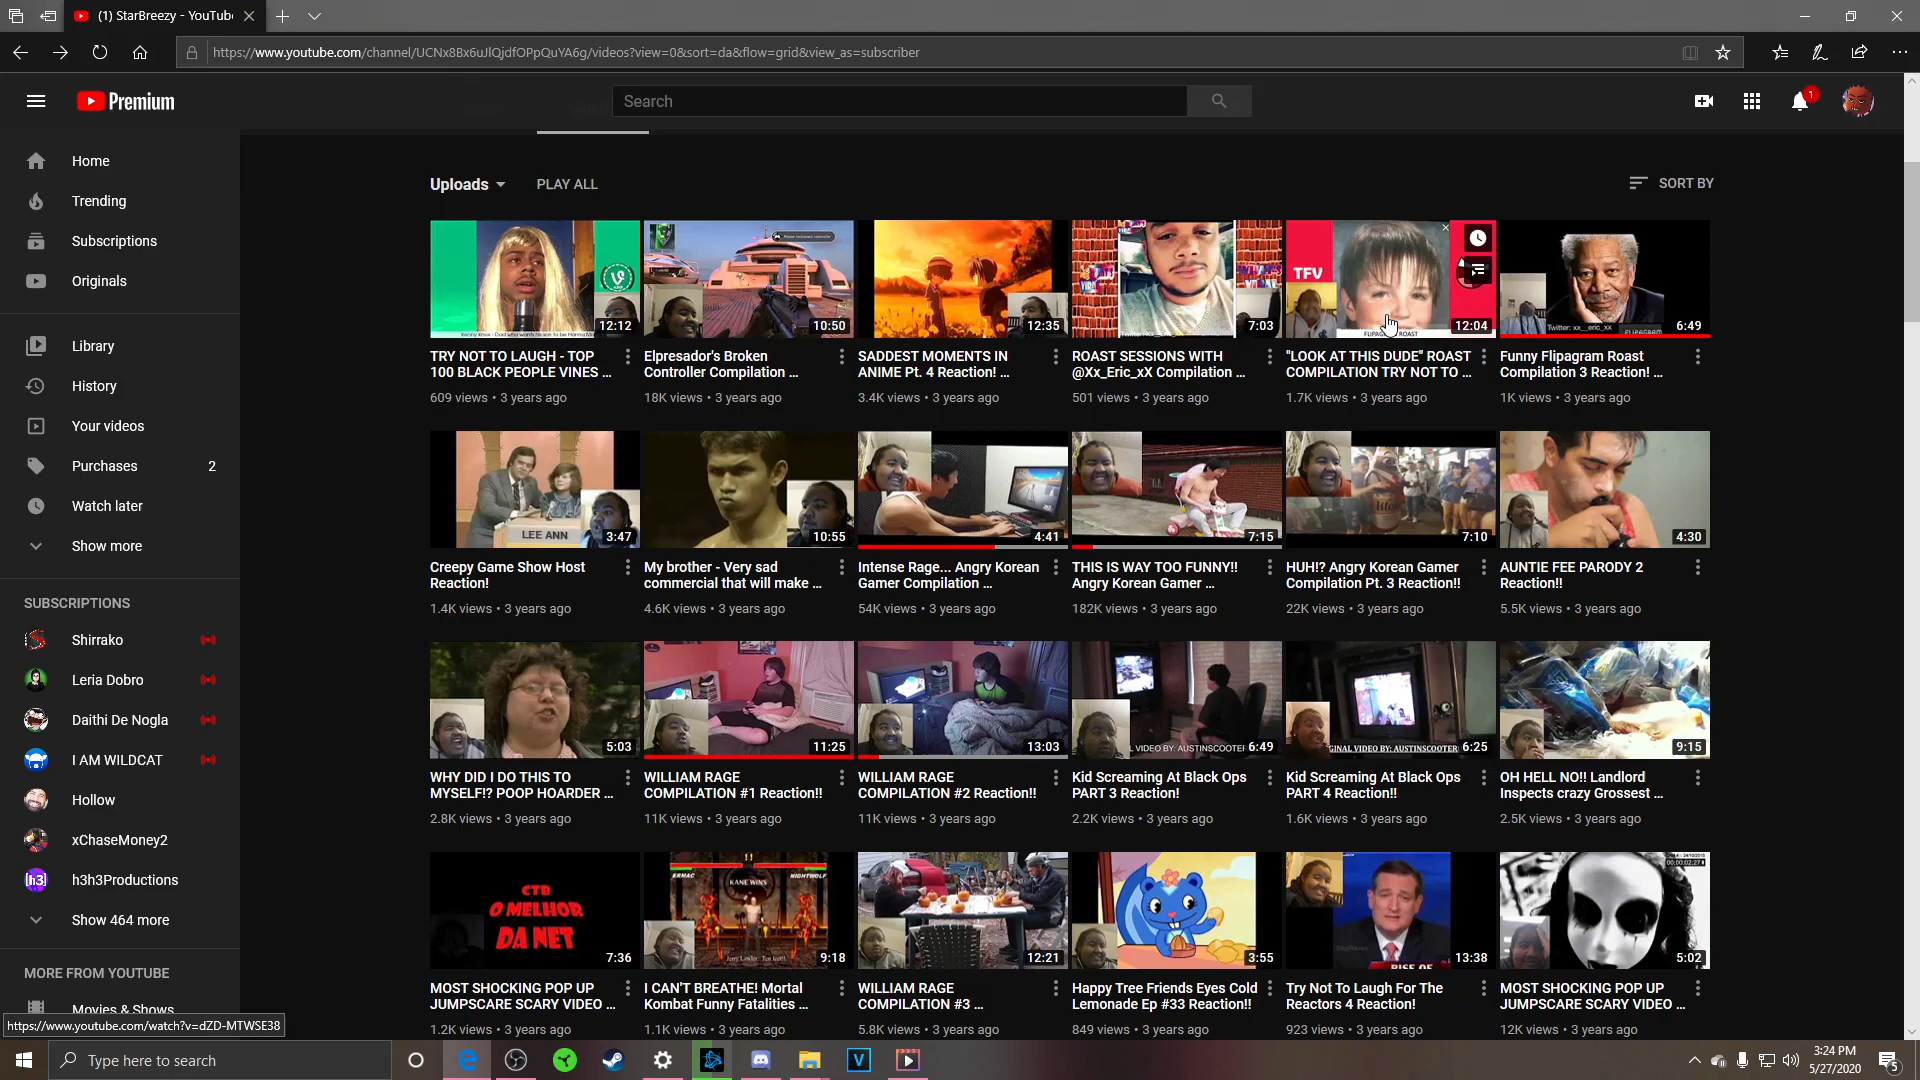 (1) StarBreezy - YouTube
https://www.youtube.com/channel/UCNx8Bx6uJlQjdfOPpQuYA6g/videos?view=0&sort=da&flow=grid&view_as=subscriber
Premium
Search
1
Home
Trending
Subscriptions
Originals
Library
History
Your videos
Purchases 2
Watch later
Show more
SUBSCRIPTIONS
Shirrako
Leria Dobro
Daithi De Nogla
I AM WILDCAT
Hollow
xChaseMoney2
h3h3Productions
Show 464 more
MORE FROM YOUTUBE
Movies & Shows
https://www.youtube.com/watch?v=dZD-MTWSE38
Uploads PLAY ALL
SORT BY
12:12
TRY NOT TO LAUGH - TOP
100 BLACK PEOPLE VINES ...
609 views • 3 years ago
10:50
Elpresador's Broken
Controller Compilation ...
18K views • 3 years ago
12:35
SADDEST MOMENTS IN
ANIME Pt. 4 Reaction! ...
3.4K views • 3 years ago
7:03
ROAST SESSIONS WITH
@Xx_Eric_xX Compilation ...
501 views • 3 years ago
TFV
12:04
"LOOK AT THIS DUDE" ROAST
COMPILATION TRY NOT TO ...
1.7K views • 3 years ago
Twitter: xx__eric_xx
FLIPAGRAM
6:49
Funny Flipagram Roast
Compilation 3 Reaction! ...
1K views • 3 years ago
LEE ANN
3:47
Creepy Game Show Host
Reaction!
1.4K views • 3 years ago
10:55
My brother - Very sad
commercial that will make ...
4.6K views • 3 years ago
4:41
Intense Rage... Angry Korean
Gamer Compilation ...
54K views • 3 years ago
7:15
THIS IS WAY TOO FUNNY!!
Angry Korean Gamer ...
182K views • 3 years ago
7:10
HUH!? Angry Korean Gamer
Compilation Pt. 3 Reaction!!
22K views • 3 years ago
4:30
AUNTIE FEE PARODY 2
Reaction!!
5.5K views • 3 years ago
5:03
WHY DID I DO THIS TO
MYSELF!? POOP HOARDER ...
2.8K views • 3 years ago
11:25
WILLIAM RAGE
COMPILATION #1 Reaction!!
11K views • 3 years ago
13:03
WILLIAM RAGE
COMPILATION #2 Reaction!!
11K views • 3 years ago
L VIDEO BY: AUSTINSCOOTER
6:49
Kid Screaming At Black Ops
PART 3 Reaction!
2.2K views • 3 years ago
GINAL VIDEO BY: AUSTINSCOOTER
6:25
Kid Screaming At Black Ops
PART 4 Reaction!!
1.6K views • 3 years ago
9:15
OH HELL NO!! Landlord
Inspects crazy Grossest ...
2.5K views • 3 years ago
CTB
O MELHOR
DA NET
7:36
MOST SHOCKING POP UP
JUMPSCARE SCARY VIDEO ...
1.2K views • 3 years ago
ERMAC
NIGHTWOLF
KANE WINS
9:18
I CAN'T BREATHE! Mortal
Kombat Funny Fatalities ...
1.1K views • 3 years ago
12:21
WILLIAM RAGE
COMPILATION #3 ...
5.8K views • 3 years ago
3:55
Happy Tree Friends Eyes Cold
Lemonade Ep #33 Reaction!!
849 views • 3 years ago
RISE OF
13:38
Try Not To Laugh For The
Reactors 4 Reaction!
923 views • 3 years ago
5:02
MOST SHOCKING POP UP
JUMPSCARE SCARY VIDEO ...
12K views • 3 years ago
Type here to search
3:24 PM
5/27/2020
5